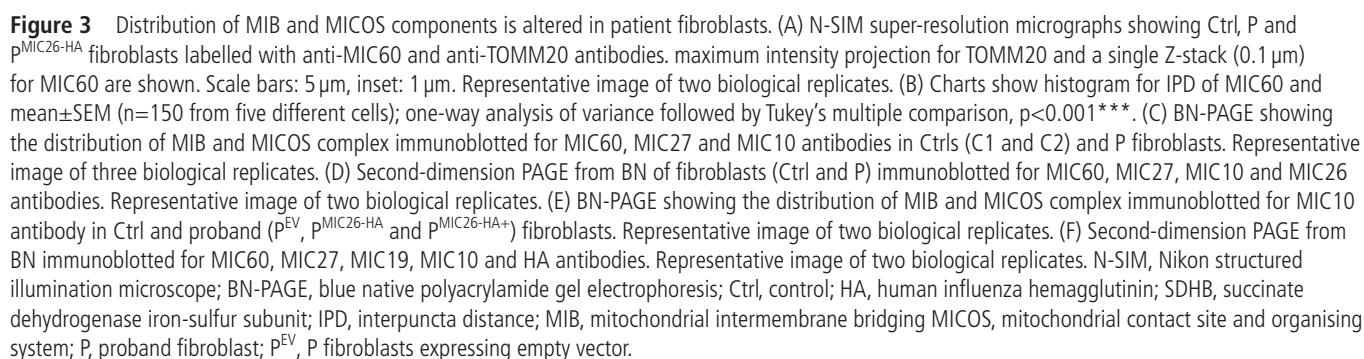 Figure 3 Distribution of MIB and MICOS components is altered in patient fibroblasts. (A) N-SIM super-resolution micrographs showing Ctrl, P and
P^MIC26-HA fibroblasts labelled with anti-MIC60 and anti-TOMM20 antibodies. maximum intensity projection for TOMM20 and a single Z-stack (0.1 µm)
for MIC60 are shown. Scale bars: 5 µm, inset: 1 µm. Representative image of two biological replicates. (B) Charts show histogram for IPD of MIC60 and
mean±SEM (n=150 from five different cells); one-way analysis of variance followed by Tukey's multiple comparison, p<0.001***. (C) BN-PAGE showing
the distribution of MIB and MICOS complex immunoblotted for MIC60, MIC27 and MIC10 antibodies in Ctrls (C1 and C2) and P fibroblasts. Representative
image of three biological replicates. (D) Second-dimension PAGE from BN of fibroblasts (Ctrl and P) immunoblotted for MIC60, MIC27, MIC10 and MIC26
antibodies. Representative image of two biological replicates. (E) BN-PAGE showing the distribution of MIB and MICOS complex immunoblotted for MIC10
antibody in Ctrl and proband (P^EV, P^MIC26-HA and P^MIC26-HA+) fibroblasts. Representative image of two biological replicates. (F) Second-dimension PAGE from
BN immunoblotted for MIC60, MIC27, MIC19, MIC10 and HA antibodies. Representative image of two biological replicates. N-SIM, Nikon structured
illumination microscope; BN-PAGE, blue native polyacrylamide gel electrophoresis; Ctrl, control; HA, human influenza hemagglutinin; SDHB, succinate
dehydrogenase iron-sulfur subunit; IPD, interpuncta distance; MIB, mitochondrial intermembrane bridging MICOS, mitochondrial contact site and organising
system; P, proband fibroblast; P^EV, P fibroblasts expressing empty vector.